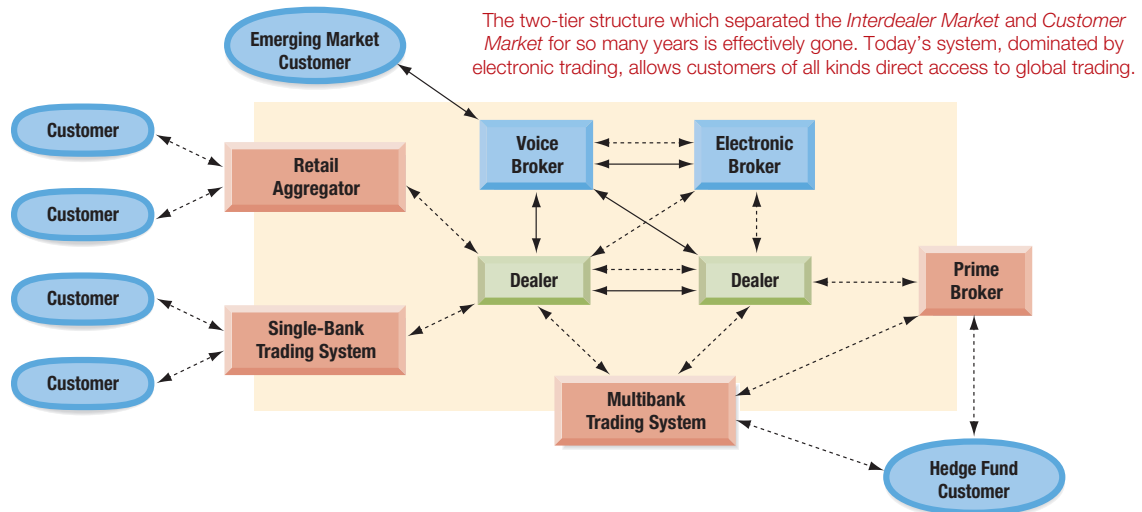 The two-tier structure which separated the Interdealer Market and Customer
Market for so many years is effectively gone. Today's system, dominated by
electronic trading, allows customers of all kinds direct access to global trading.
Emerging Market
Customer
Customer
Customer
Customer
Customer
Retail
Aggregator
Single-Bank
Trading System
Voice
Broker
Electronic
Broker
Dealer
Dealer
Prime
Broker
Multibank
Trading System
Hedge Fund
Customer